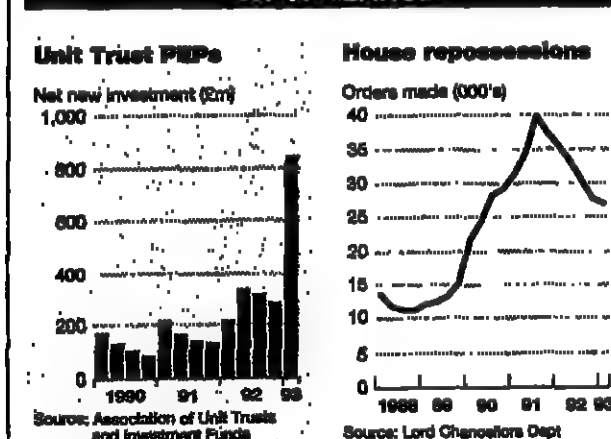 Unit Trust PEPs
Net new investment (£m)
1,000
800
600
400
200
0
1990 91 92 93
Source: Association of Unit Trusts
and Investment Funds
House repossessions
Orders made (000's)
40
35
30
25
20
15
10
5
0
1988 89 90 91 92 93
Source: Lord Chancellors Dept